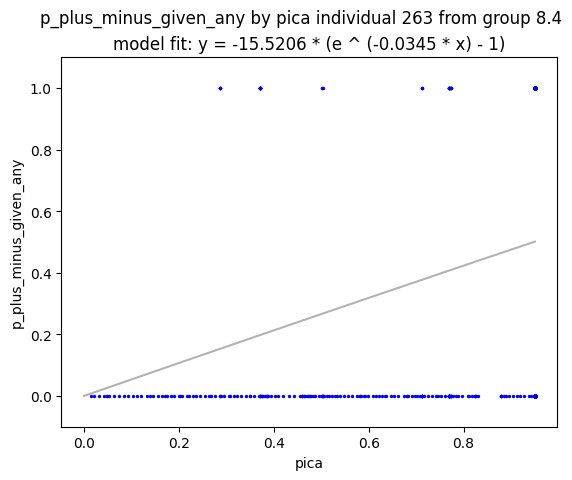 p_plus_minus_given_any by pica individual 263 from group 8.4
model fit: y = -15.5206 * (e ^ (-0.0345 * x) - 1)
1.0
0.8
0.6
0.4
0.2
0.0
p_plus_minus_given_any
0.0 0.2 0.4 0.6 0.8
pica